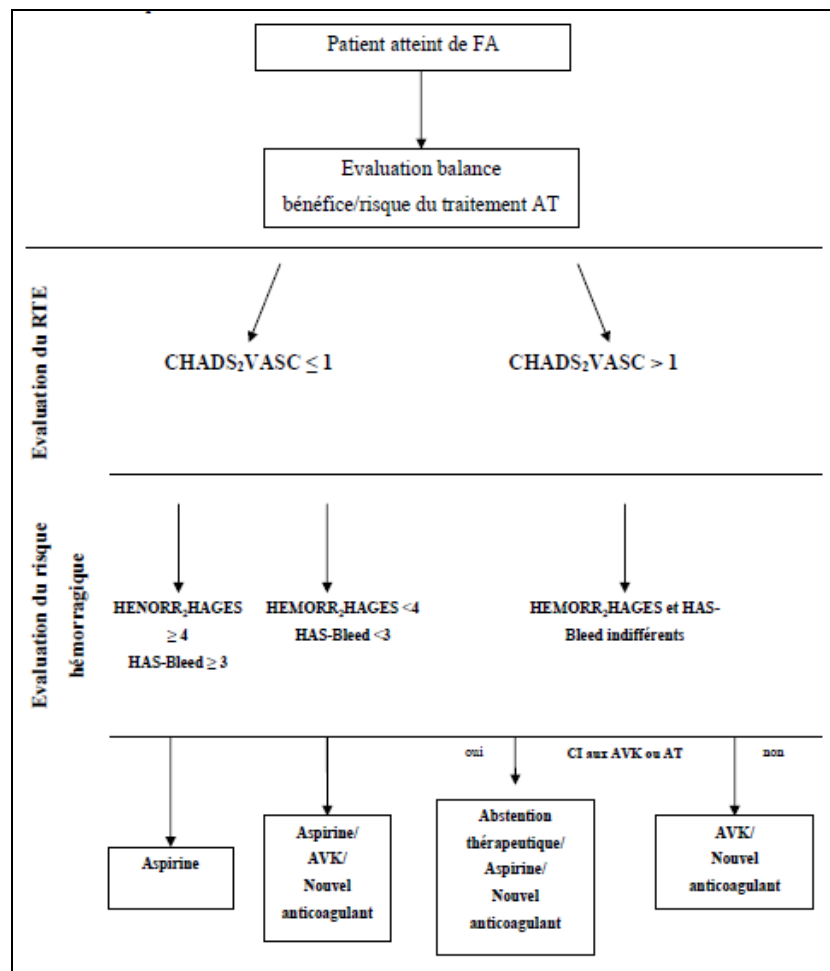 Patient atteint de FA
Evaluation balance
bénéfice/risque du traitement AT
Evaluation du RTE
CHADS₂VASC ≤ 1
CHADS₂VASC > 1
Evaluation du risque
hémorragique
HENORR₂HAGES
≥ 4
HAS-Bleed ≥ 3
HEMORR₂HAGES <4
HAS-Bleed <3
HEMORR₂HAGES et HAS-
Bleed indifférents
oui
CI aux AVK ou AT
non
Aspirine
Aspirine/
AVK/
Nouvel
anticoagulant
Abstention
thérapeutique/
Aspirine/
Nouvel
anticoagulant
AVK/
Nouvel
anticoagulant